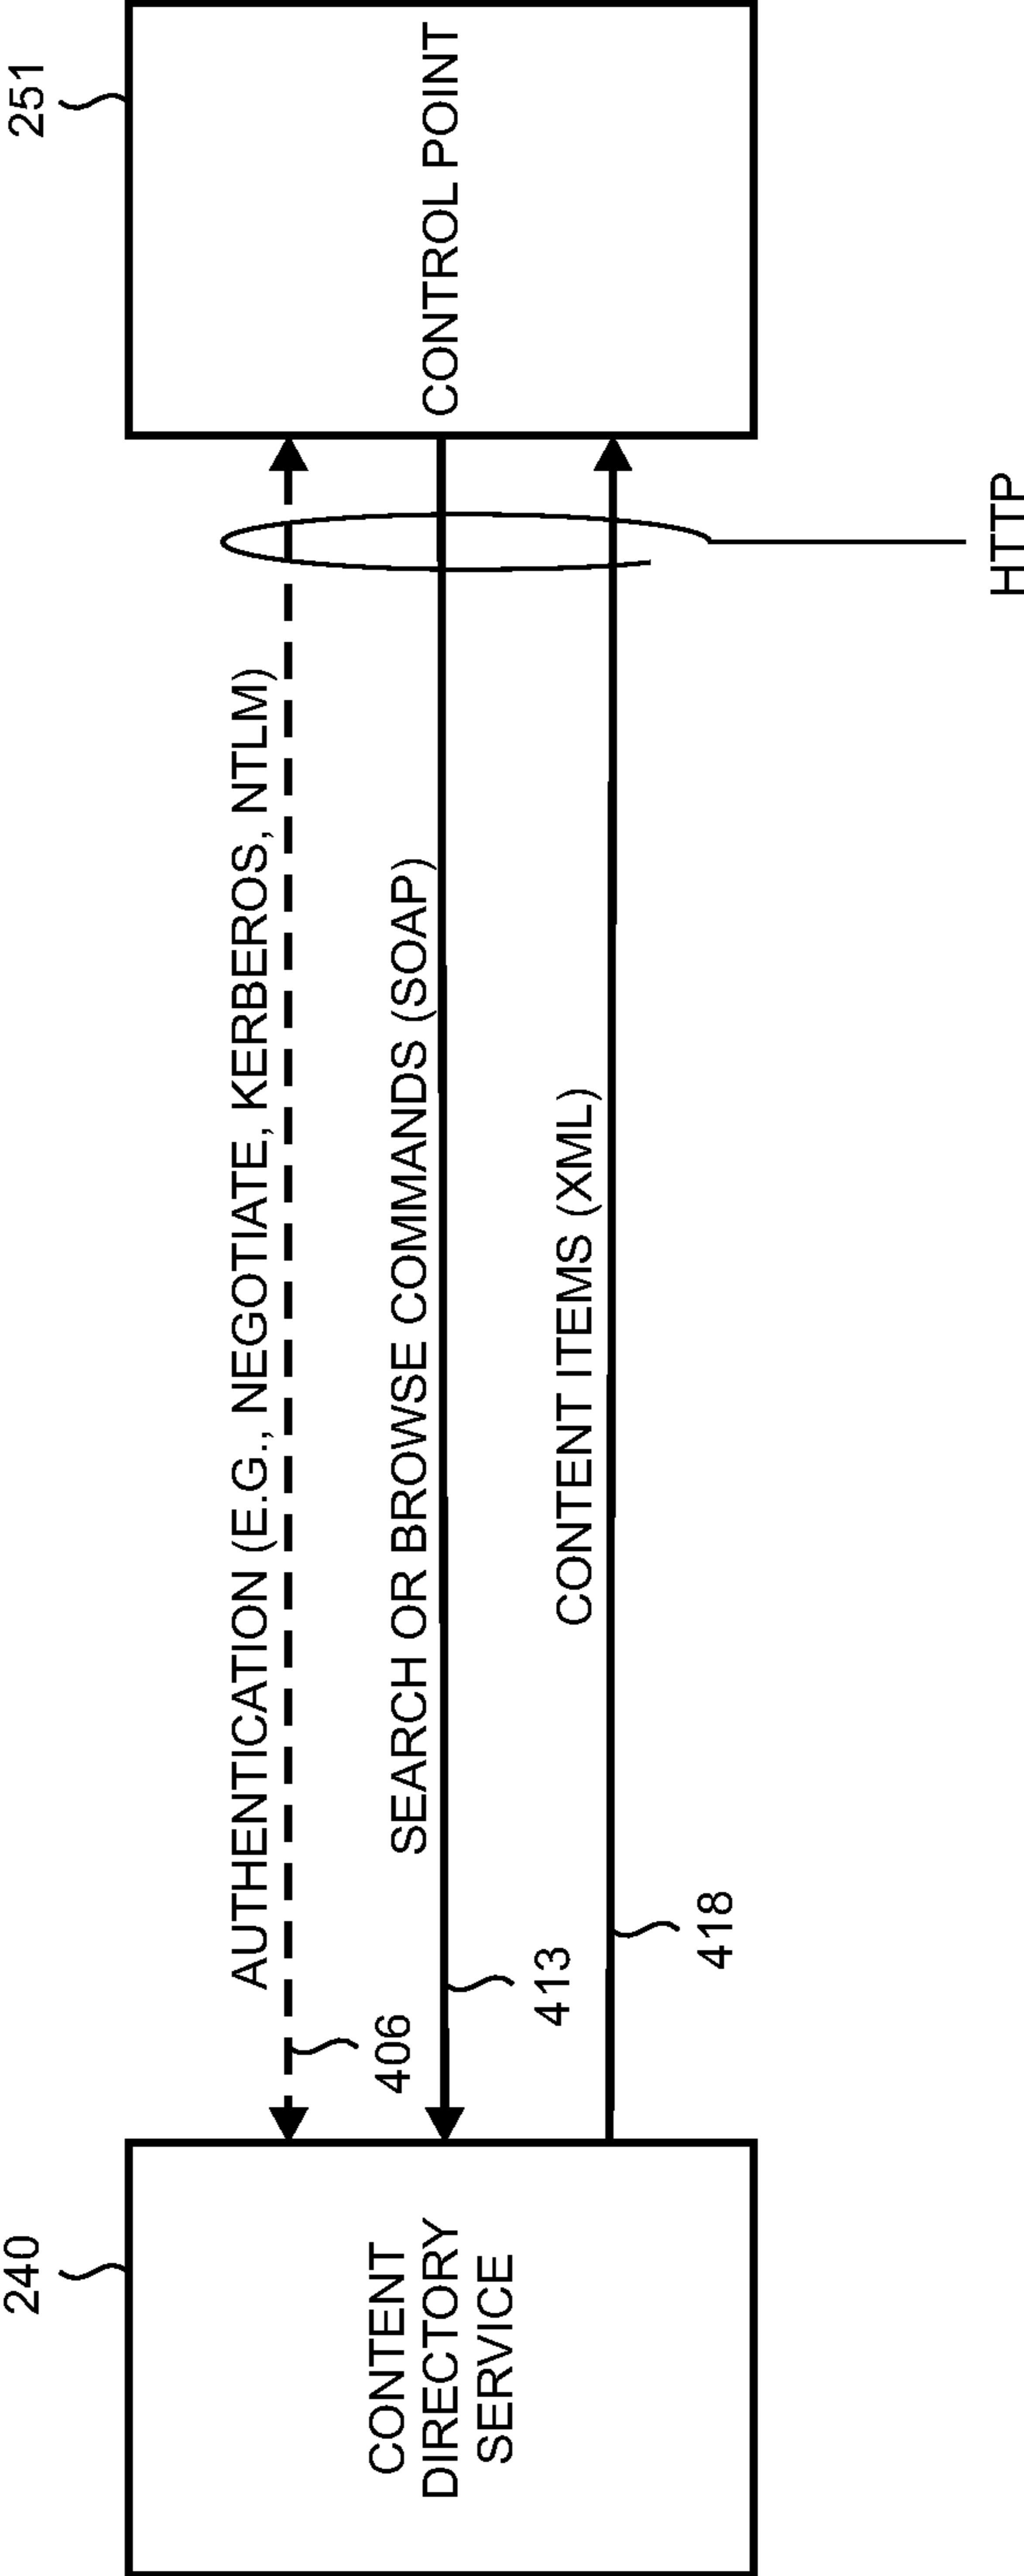 240
251
CONTENT
DIRECTORY
SERVICE
AUTHENTICATION (E.G., NEGOTIATE, KERBEROS, NTLM)
406
SEARCH OR BROWSE COMMANDS (SOAP)
413
CONTENT ITEMS (XML)
418
CONTROL POINT
HTTP